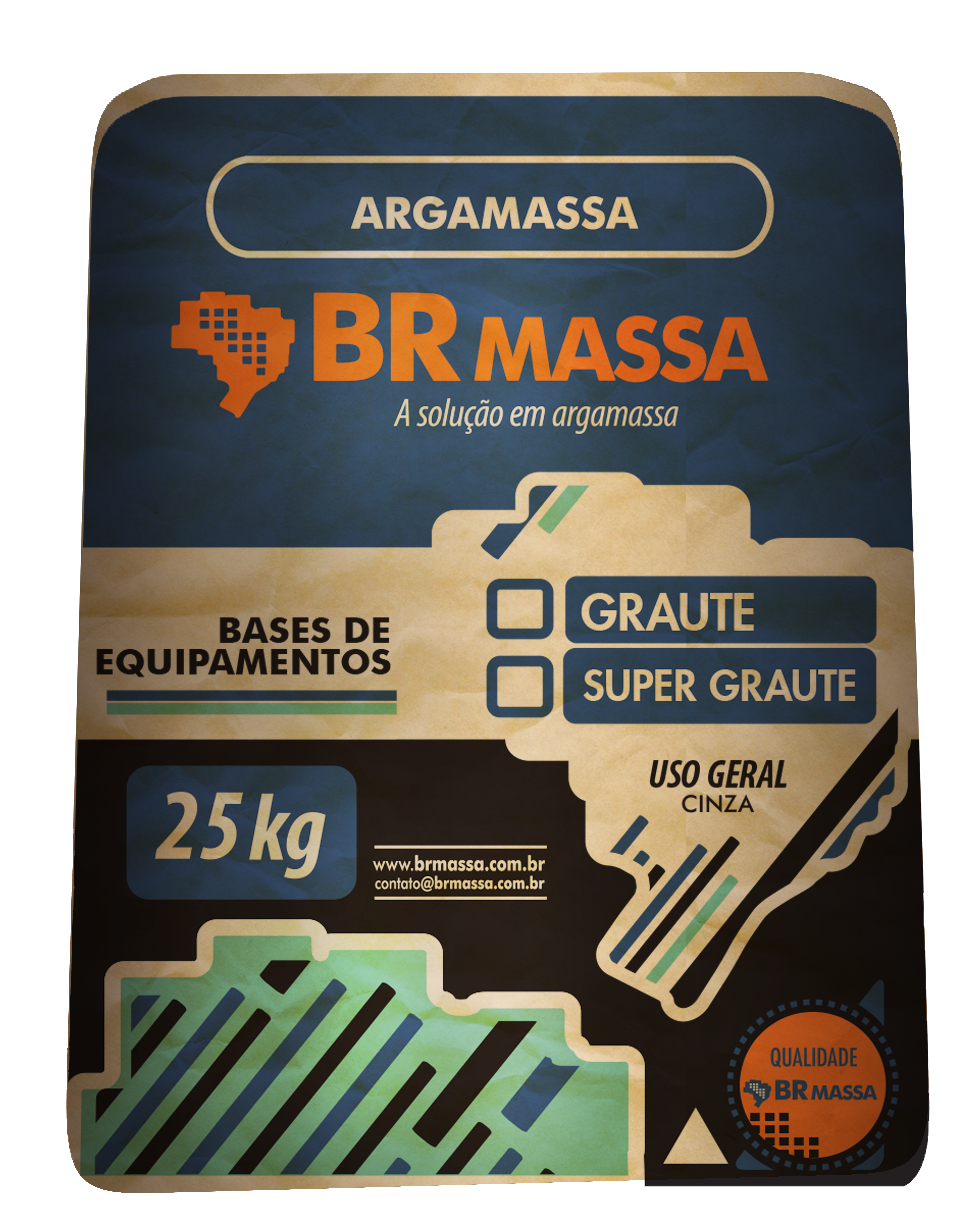 ARGAMASSA
BR MASSA
A solução em argamassa
GRAUTE
SUPER GRAUTE
BASES DE
EQUIPAMENTOS
USO GERAL
CINZA
25 kg
www.brmassa.com.br
contato@brmassa.com.br
QUALIDADE
BR MASSA